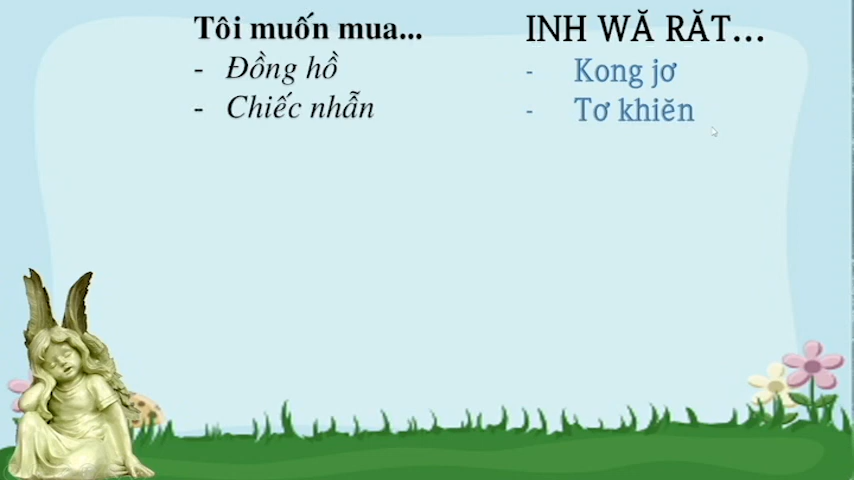 Tôi muốn mua...
- Đồng hồ
- Chiếc nhẫn
INH WĂ RĂT...
- Kong jơ
- Tơ khiĕn